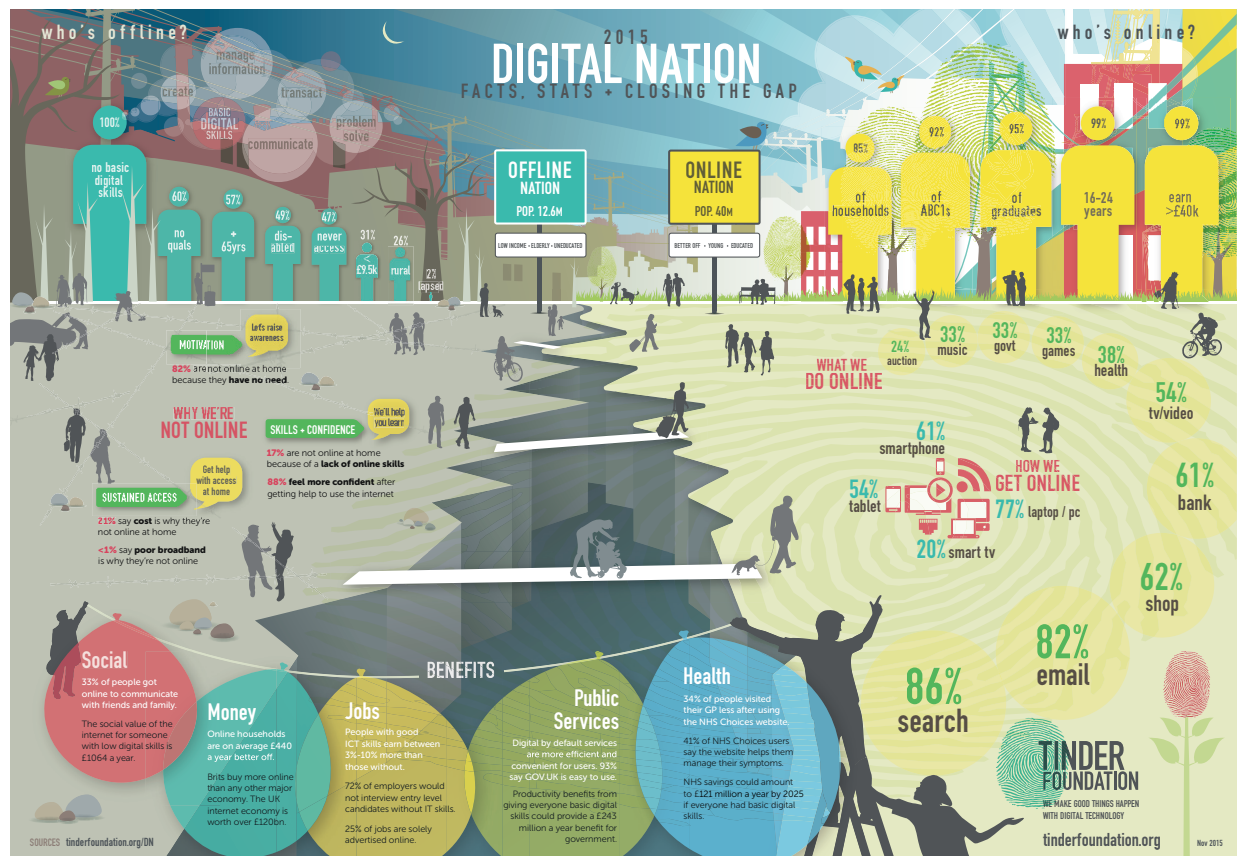 who's offline?
2015
DIGITAL NATION
FACTS, STATS + CLOSING THE GAP
who's online?
manage
information
create
transact
BASIC
DIGITAL
SKILLS
problem
solve
communicate
100%
no basic
digital
skills
60%
no
quals
57%
+
65yrs
49%
dis-
abled
47%
never
access
31%
<
£9.5k
26%
rural
2%
lapsed
OFFLINE
NATION
POP. 12.6M
LOW INCOME • ELDERLY • UNEDUCATED
ONLINE
NATION
POP. 40M
BETTER OFF • YOUNG • EDUCATED
85%
of
households
92%
of
ABC1s
95%
of
graduates
99%
16-24
years
99%
earn
>£40k
MOTIVATION
Let's raise
awareness
82% are not online at home
because they have no need.
WHY WE'RE
NOT ONLINE
SKILLS + CONFIDENCE
We'll help
you learn
17% are not online at home
because of a lack of online skills
88% feel more confident after
getting help to use the internet
SUSTAINED ACCESS
Get help
with access
at home
21% say cost is why they're
not online at home
<1% say poor broadband
is why they're not online
WHAT WE
DO ONLINE
24%
auction
33%
music
33%
govt
33%
games
38%
health
54%
tv/video
61%
bank
62%
shop
82%
email
86%
search
HOW WE
GET ONLINE
61%
smartphone
54%
tablet
77% laptop / pc
20% smart tv
BENEFITS
Social
33% of people got
online to communicate
with friends and family.
The social value of the
internet for someone
with low digital skills is
£1064 a year.
Money
Online households
are on average £440
a year better off.
Brits buy more online
than any other major
economy. The UK
internet economy is
worth over £120bn.
Jobs
People with good
ICT skills earn between
3%-10% more than
those without.
72% of employers would
not interview entry level
candidates without IT skills.
25% of jobs are solely
advertised online.
Public
Services
Digital by default services
are more efficient and
convenient for users. 93%
say GOV.UK is easy to use.
Productivity benefits from
giving everyone basic digital
skills could provide a £243
million a year benefit for
government.
Health
34% of people visited
their GP less after using
the NHS Choices website.
41% of NHS Choices users
say the website helps them
manage their symptoms.
NHS savings could amount
to £121 million a year by 2025
if everyone had basic digital
skills.
TINDER
FOUNDATION
WE MAKE GOOD THINGS HAPPEN
WITH DIGITAL TECHNOLOGY
tinderfoundation.org
SOURCES tinderfoundation.org/DN
Nov 2015